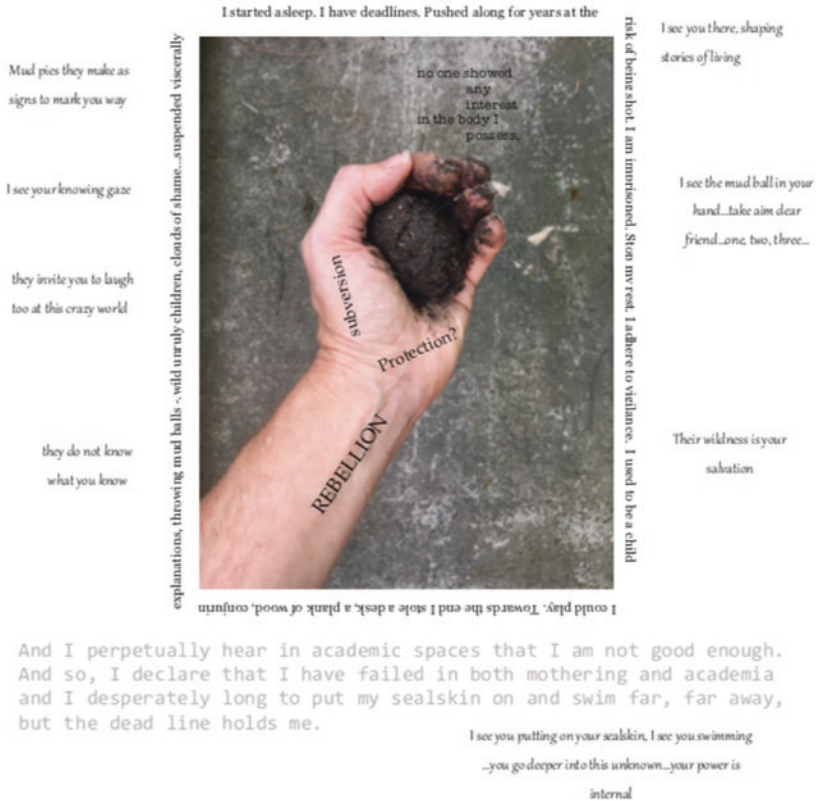 I started asleep. I have deadlines. Pushed along for years at the
risk of being shot. I am imprisoned. Stop my rest. I adhere to vigilance. I used to be a child
I could play. Towards the end I stole a desk, a plank of wood, conjurin
explanations, throwing mud balls -, wild unruly children, clouds of shame...suspended viscerally
no one showed
any
interest
in the body I
possess.
subversion
Protection?
REBELLION
Mud pies they make as
signs to mark you way
I see your knowing gaze
they invite you to laugh
too at this crazy world
they do not know
what you know
I see you there, shaping
stories of living
I see the mud ball in your
hand...take aim dear
friend...one, two, three...
Their wildness is your
salvation
And I perpetually hear in academic spaces that I am not good enough.
And so, I declare that I have failed in both mothering and academia
and I desperately long to put my sealskin on and swim far, far away,
but the dead line holds me.
I see you putting on your sealskin, I see you swimming
...you go deeper into this unknown...your power is
internal